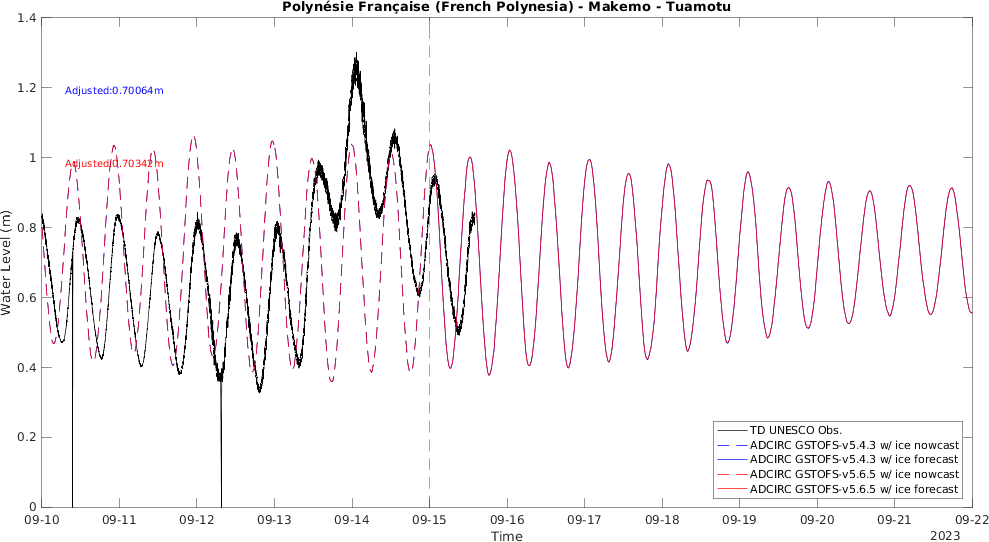 Polynésie Française (French Polynesia) - Makemo - Tuamotu
1.4
1.2
1
0.8
0.6
0.4
0.2
0
Water Level (m)
Adjusted:0.70064m
Adjusted:0.70342m
TD UNESCO Obs.
ADCIRC GSTOFS-v5.4.3 w/ ice nowcast
ADCIRC GSTOFS-v5.4.3 w/ ice forecast
ADCIRC GSTOFS-v5.6.5 w/ ice nowcast
ADCIRC GSTOFS-v5.6.5 w/ ice forecast
09-10 09-11 09-12 09-13 09-14 09-15 09-16 09-17 09-18 09-19 09-20 09-21 09-22
Time
2023